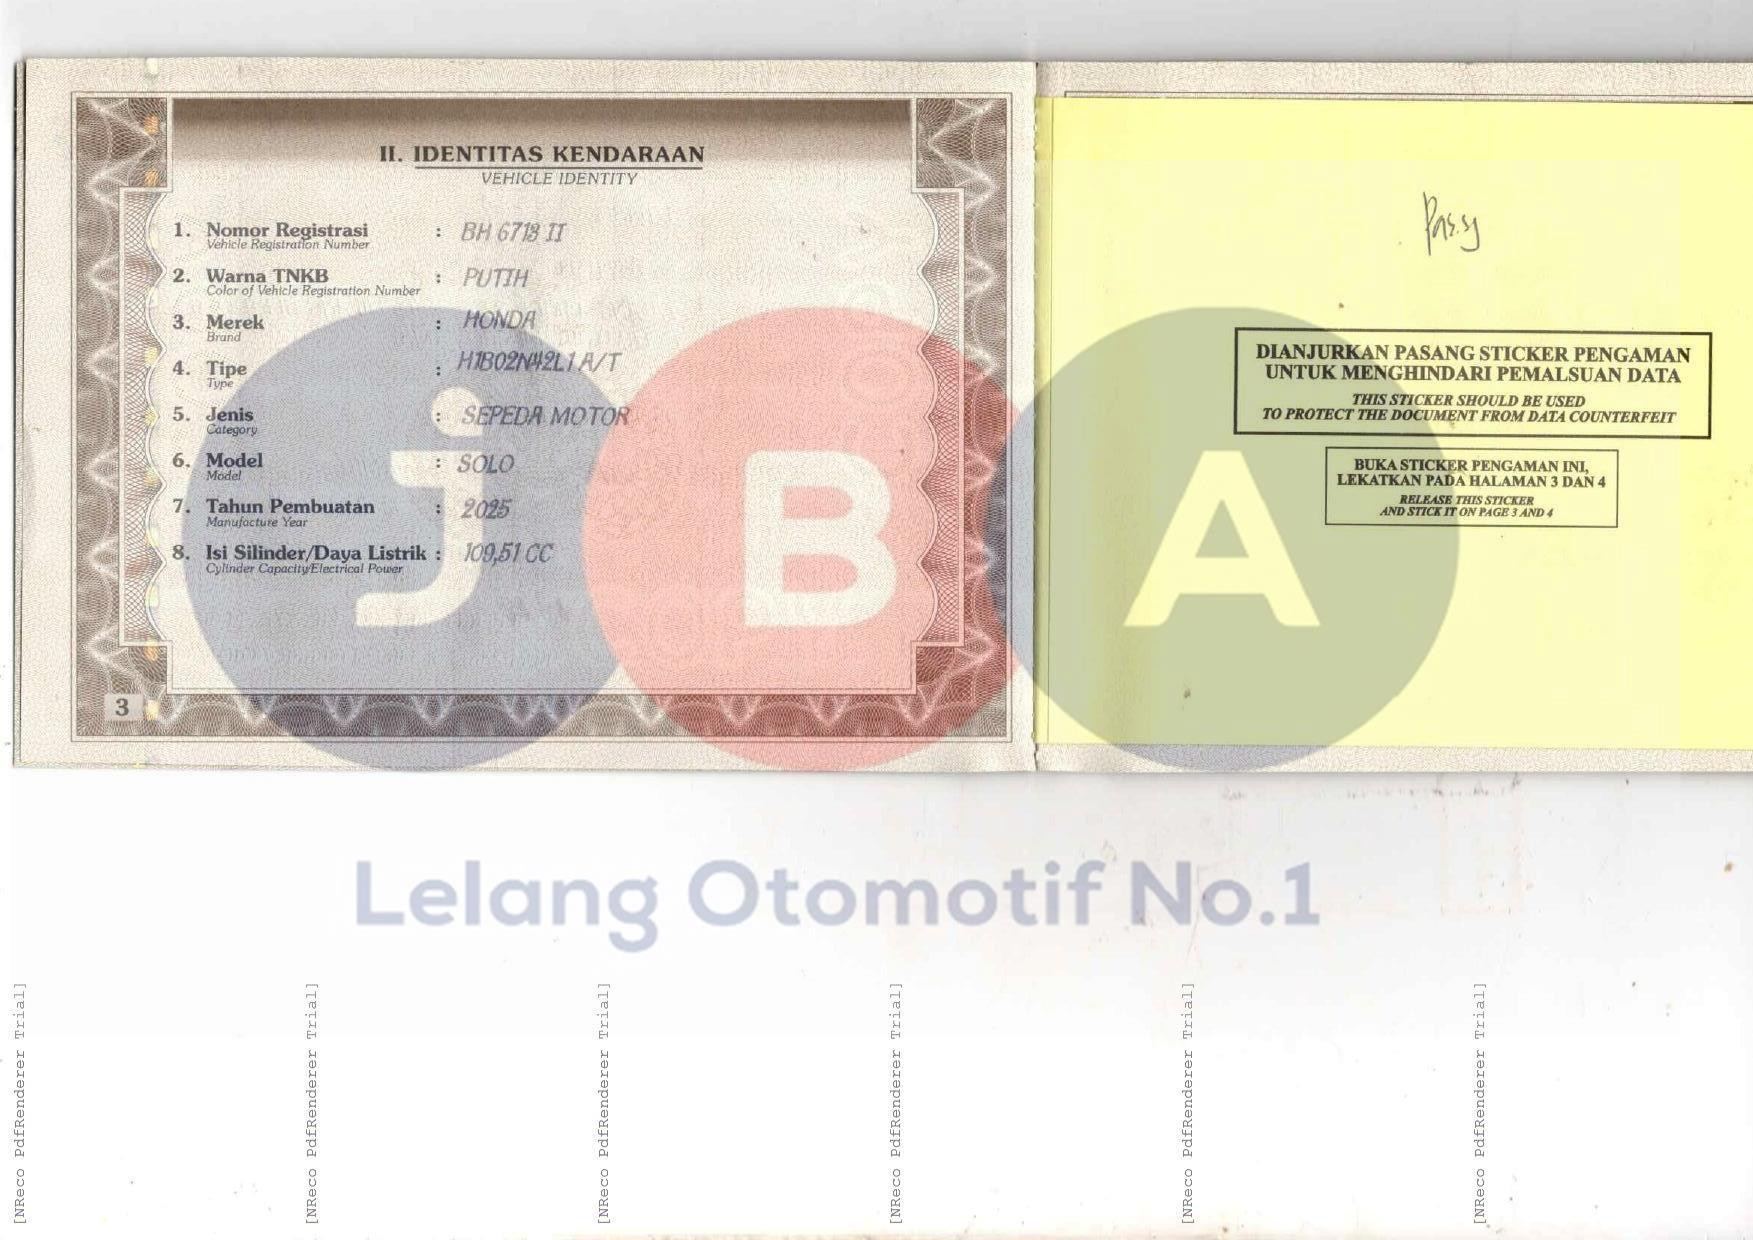 II. IDENTITAS KENDARAAN
VEHICLE IDENTITY
1. Nomor Registrasi : BH 6713 II
Vehicle Registration Number
2. Warna TNKB : PUTIH
Color of Vehicle Registration Number
3. Merek : HONDA
Brand
4. Tipe : H1B02N42L1 A/T
Type
5. Jenis : SEPEDA MOTOR
Category
6. Model : SOLO
Model
7. Tahun Pembuatan : 2025
Manufacture Year
8. Isi Silinder/Daya Listrik : 109,51 CC
Cylinder Capacity/Electrical Power
3
DIANJURKAN PASANG STICKER PENGAMAN
UNTUK MENGHINDARI PEMALSUAN DATA
THIS STICKER SHOULD BE USED
TO PROTECT THE DOCUMENT FROM DATA COUNTERFEIT
BUKA STICKER PENGAMAN INI,
LEKATKAN PADA HALAMAN 3 DAN 4
RELEASE THIS STICKER
AND STICK IT ON PAGE 3 AND 4
jBA
Lelang Otomotif No.1
[NReco PdfRenderer Trial]
[NReco PdfRenderer Trial]
[NReco PdfRenderer Trial]
[NReco PdfRenderer Trial]
[NReco PdfRenderer Trial]
[NReco PdfRenderer Trial]